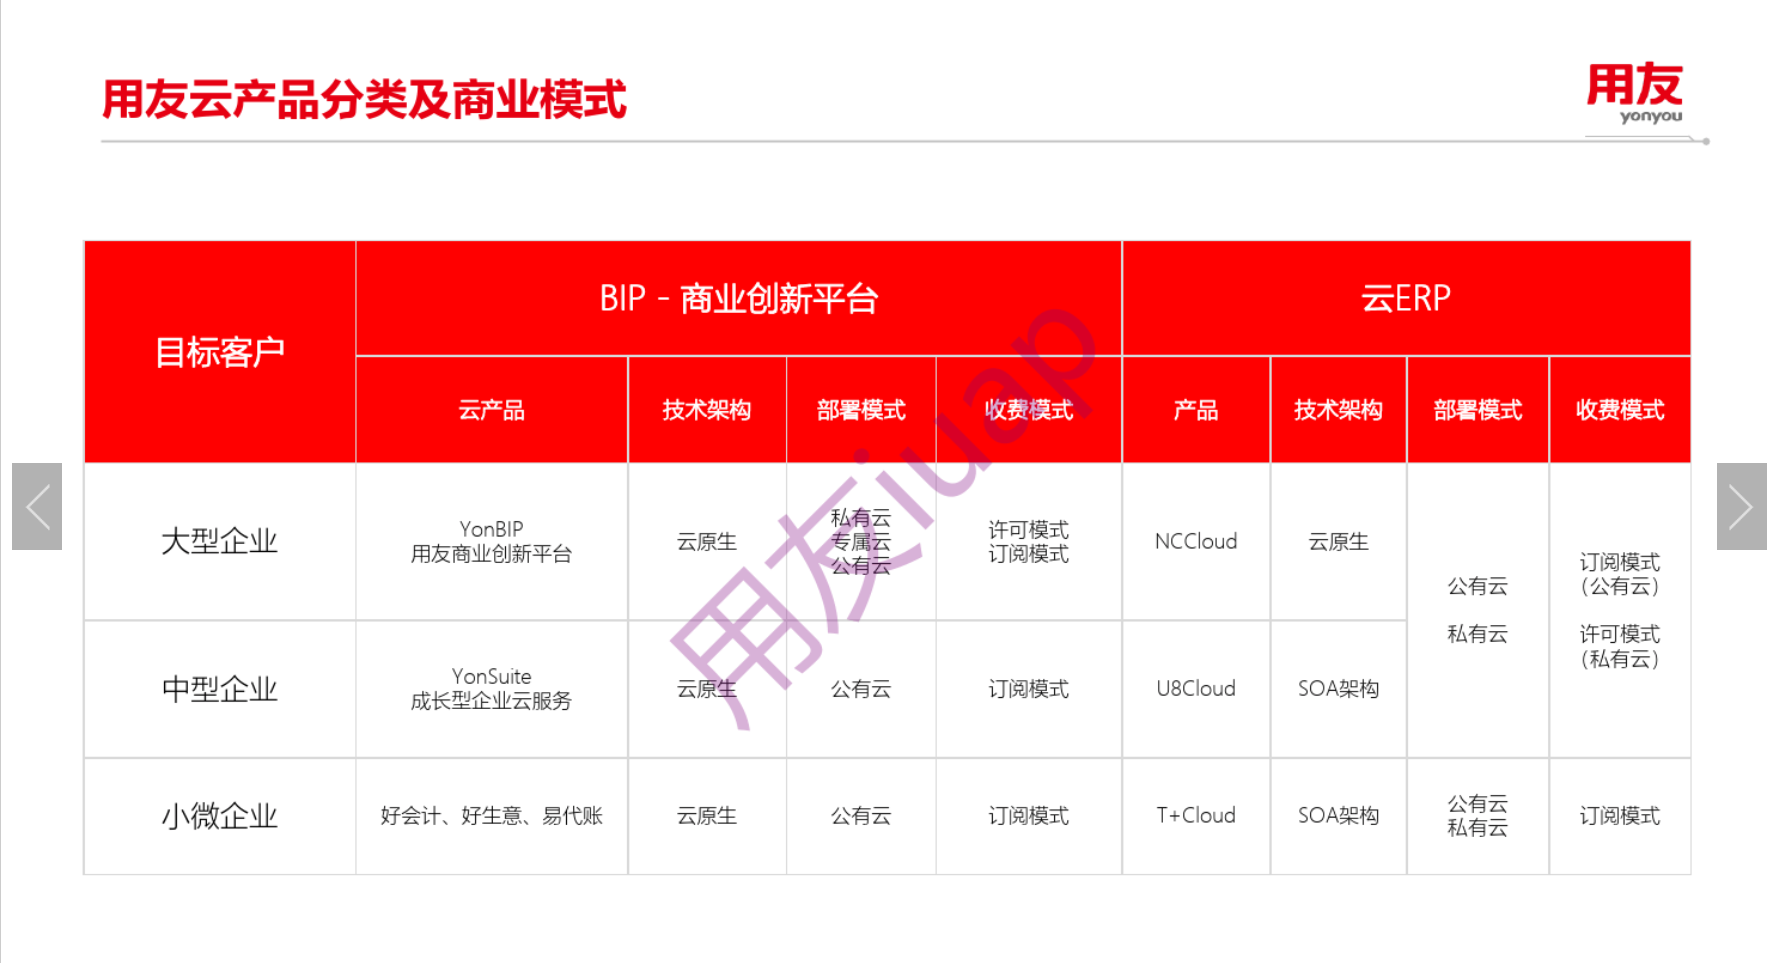 用友云产品分类及商业模式
用友
yonyou
目标客户
BIP - 商业创新平台
云ERP
云产品
技术架构
部署模式
收费模式
产品
技术架构
部署模式
收费模式
大型企业
YonBIP
用友商业创新平台
云原生
私有云
专属云
公有云
许可模式
订阅模式
NCCloud
云原生
公有云
私有云
订阅模式
（公有云）
许可模式
（私有云）
中型企业
YonSuite
成长型企业云服务
云原生
公有云
订阅模式
U8Cloud
SOA架构
小微企业
好会计、好生意、易代账
云原生
公有云
订阅模式
T+Cloud
SOA架构
公有云
私有云
订阅模式
用友iuap